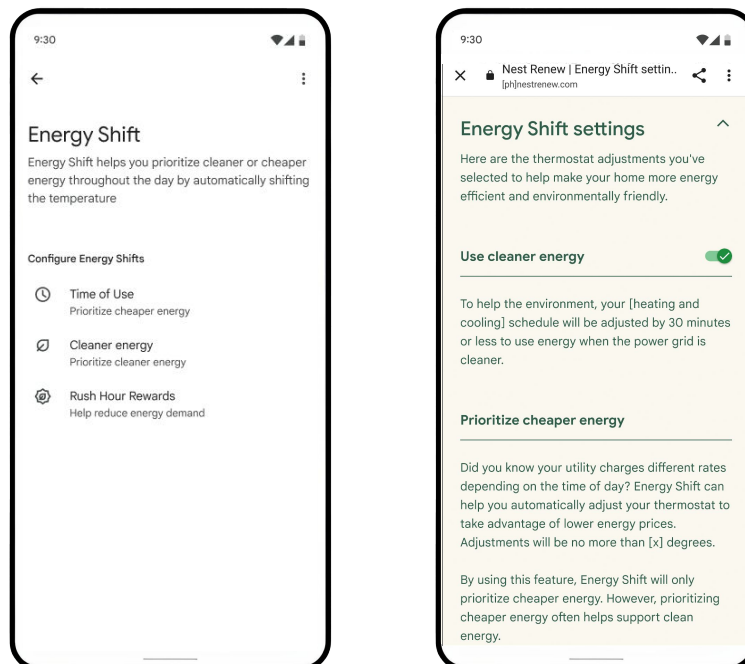 9:30
Energy Shift
Energy Shift helps you prioritize cleaner or cheaper
energy throughout the day by automatically shifting
the temperature
Configure Energy Shifts
Time of Use
Prioritize cheaper energy
Cleaner energy
Prioritize cleaner energy
Rush Hour Rewards
Help reduce energy demand
9:30
Nest Renew | Energy Shift settin..
[ph]nestrenew.com
Energy Shift settings
Here are the thermostat adjustments you've
selected to help make your home more energy
efficient and environmentally friendly.
Use cleaner energy
To help the environment, your [heating and
cooling] schedule will be adjusted by 30 minutes
or less to use energy when the power grid is
cleaner.
Prioritize cheaper energy
Did you know your utility charges different rates
depending on the time of day? Energy Shift can
help you automatically adjust your thermostat to
take advantage of lower energy prices.
Adjustments will be no more than [x] degrees.
By using this feature, Energy Shift will only
prioritize cheaper energy. However, prioritizing
cheaper energy often helps support clean
energy.